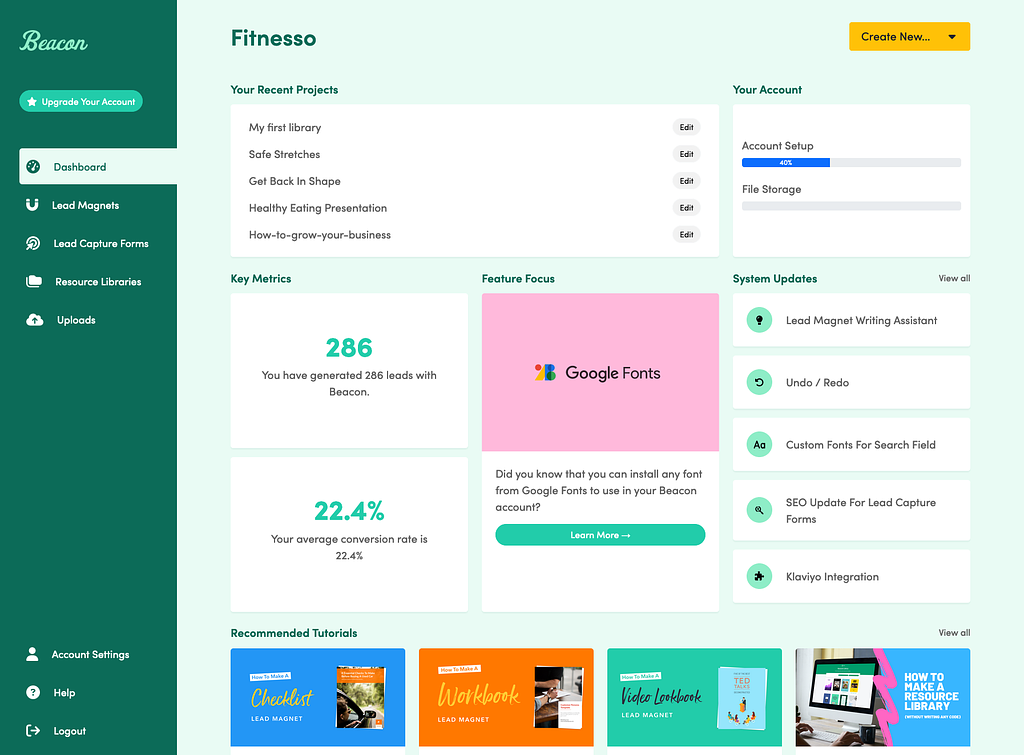 Beacon
Upgrade Your Account
Dashboard
Lead Magnets
Lead Capture Forms
Resource Libraries
Uploads
Account Settings
Help
Logout
Fitnesso
Create New...
Your Recent Projects
My first library
Edit
Safe Stretches
Edit
Get Back In Shape
Edit
Healthy Eating Presentation
Edit
How-to-grow-your-business
Edit
Your Account
Account Setup
40%
File Storage
Key Metrics
286
You have generated 286 leads with
Beacon.
22.4%
Your average conversion rate is
22.4%
Feature Focus
Google Fonts
Did you know that you can install any font
from Google Fonts to use in your Beacon
account?
Learn More →
System Updates
View all
Lead Magnet Writing Assistant
Undo / Redo
Aa
Custom Fonts For Search Field
SEO Update For Lead Capture
Forms
Klaviyo Integration
Recommended Tutorials
View all
How To Make A
Checklist
LEAD MAGNET
How To Make A
Workbook
LEAD MAGNET
How To Make A
Video Lookbook
LEAD MAGNET
TED
TALKS
HOW TO
MAKE A
RESOURCE
LIBRARY
(WITHOUT WRITING ANY CODE)